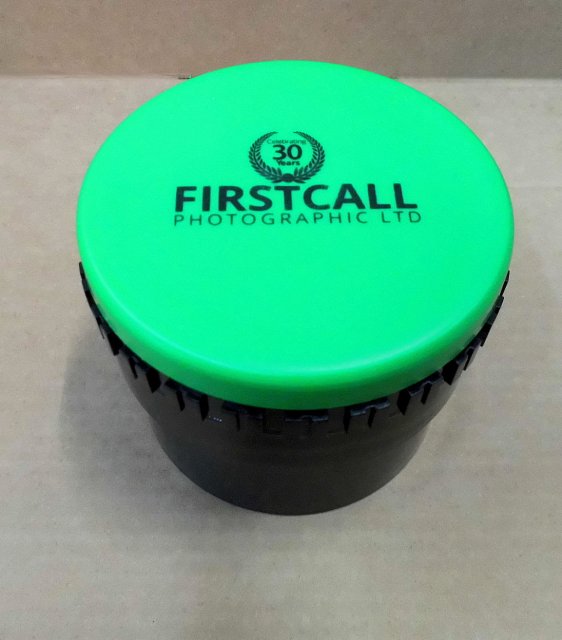 Celebrating
30
Years
FIRSTCALL
PHOTOGRAPHIC LTD